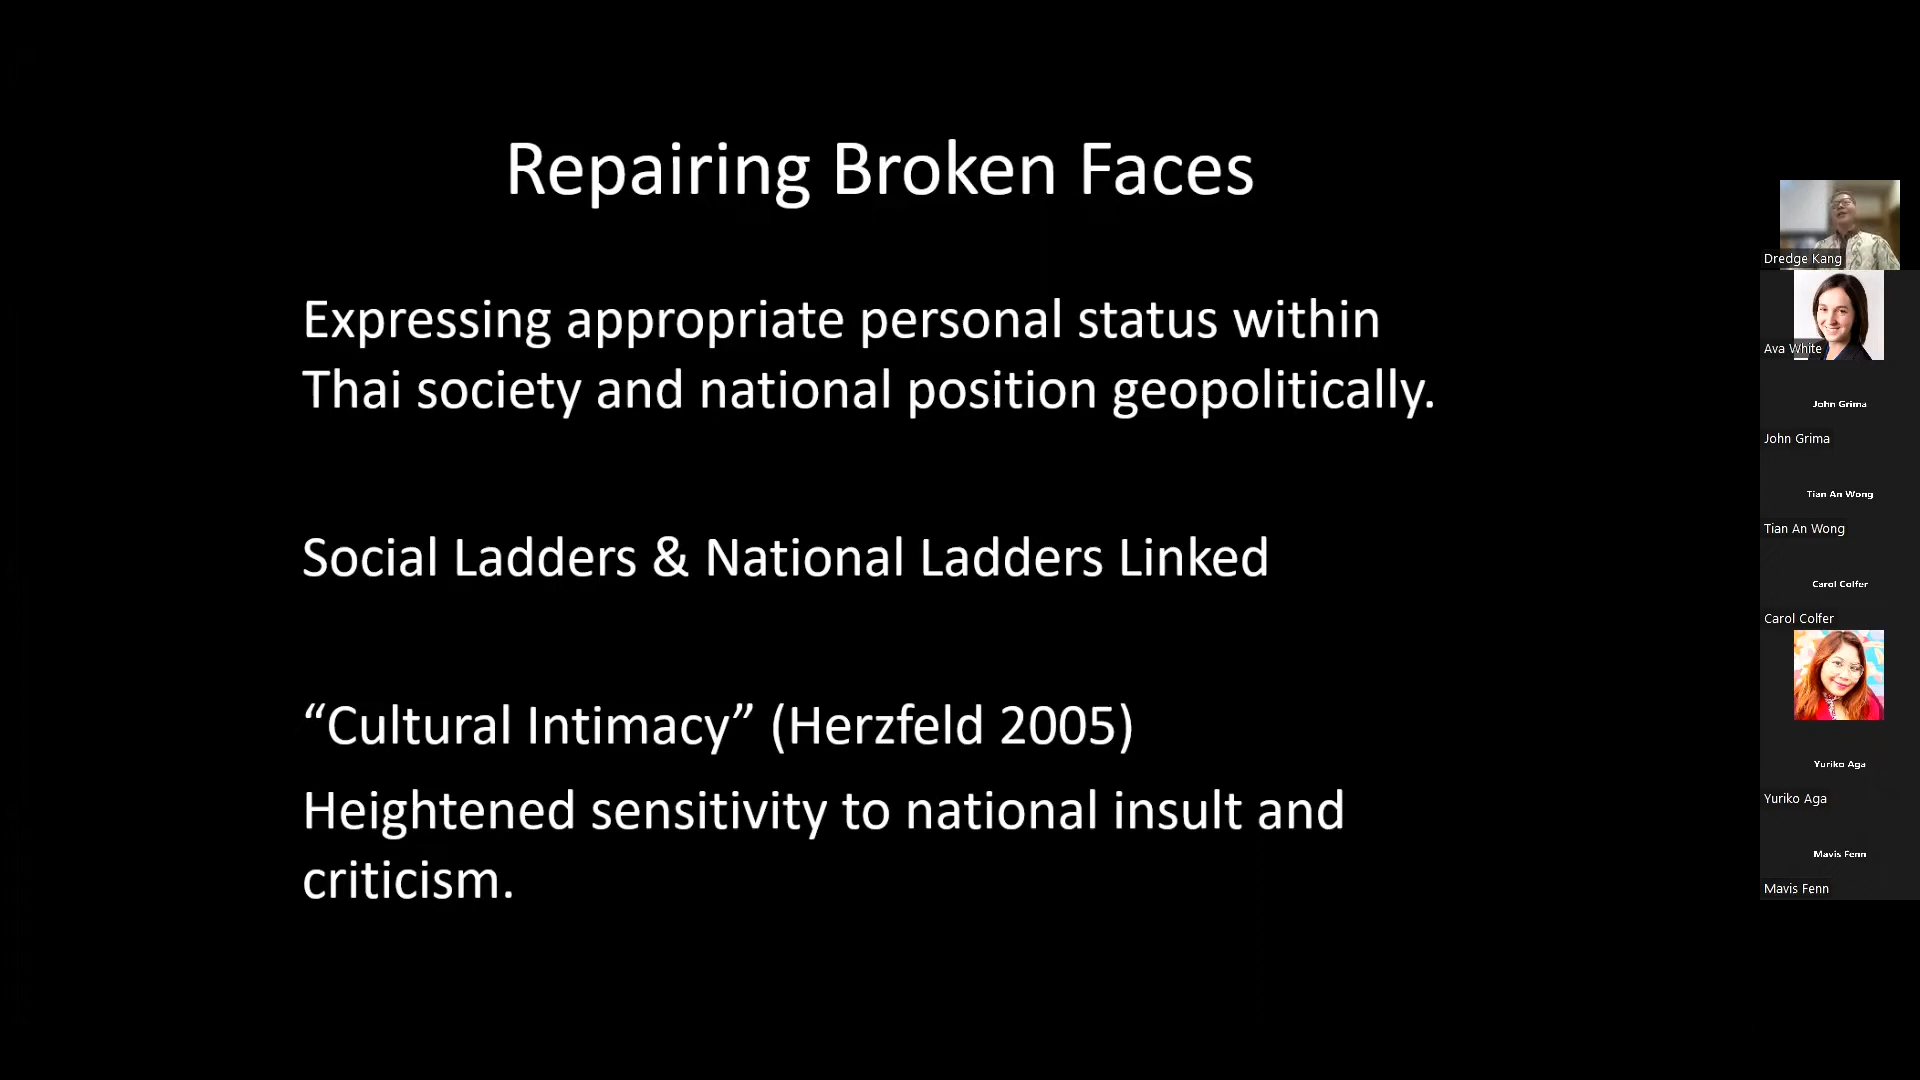 Repairing Broken Faces
Expressing appropriate personal status within
Thai society and national position geopolitically.
Social Ladders & National Ladders Linked
“Cultural Intimacy” (Herzfeld 2005)
Heightened sensitivity to national insult and
criticism.
Dredge Kang
Ava White
John Grima
John Grima
Tian An Wong
Tian An Wong
Carol Colfer
Carol Colfer
Yuriko Aga
Yuriko Aga
Mavis Fenn
Mavis Fenn